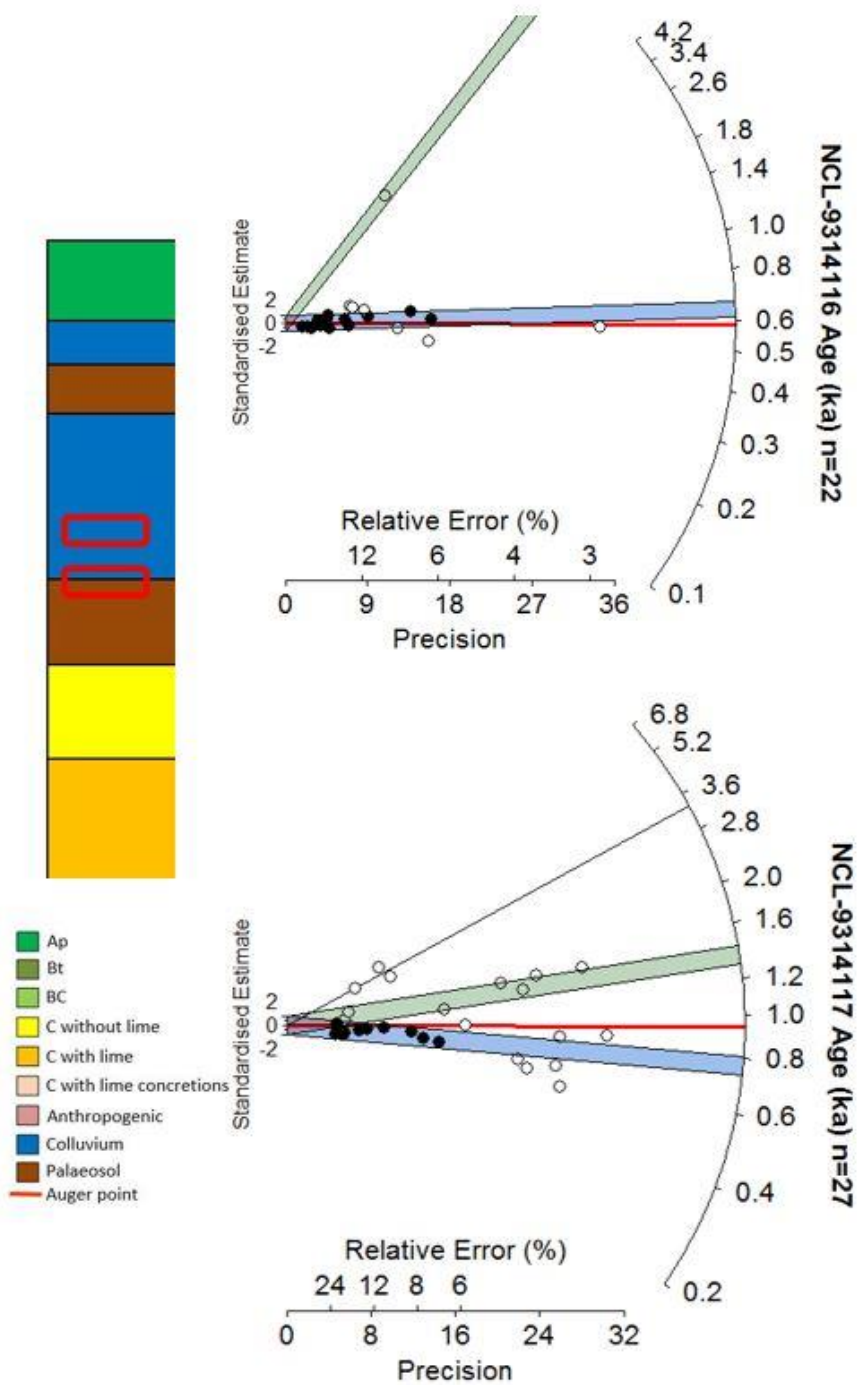 4.2
3.4
2.6
1.8
1.4
1.0
0.8
0.6
0.5
0.4
0.3
0.2
0.1
NCL-9314116 Age (ka) n=22
Standardised Estimate
2
0
-2
Relative Error (%)
12 6 4 3
0 9 18 27 36
Precision
6.8
5.2
3.6
2.8
2.0
1.6
1.2
1.0
0.8
0.6
0.4
0.2
NCL-9314117 Age (ka) n=27
Standardised Estimate
2
0
-2
Relative Error (%)
24 12 8 6
0 8 16 24 32
Precision
Ap
Bt
BC
C without lime
C with lime
C with lime concretions
Anthropogenic
Colluvium
Palaeosol
Auger point